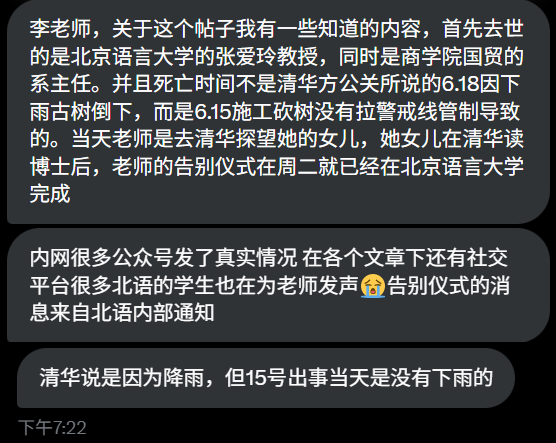 李老师，关于这个帖子我有一些知道的内容，首先去世
的是北京语言大学的张爱玲教授，同时是商学院国贸的
系主任。并且死亡时间不是清华方公关所说的6.18因下
雨古树倒下，而是6.15施工砍树没有拉警戒线管制导致
的。当天老师是去清华探望她的女儿，她女儿在清华读
博士后，老师的告别仪式在周二就已经在北京语言大学
完成
内网很多公众号发了真实情况 在各个文章下还有社交
平台很多北语的学生也在为老师发声😭告别仪式的消
息来自北语内部通知
清华说是因为降雨，但15号出事当天是没有下雨的
下午7:22